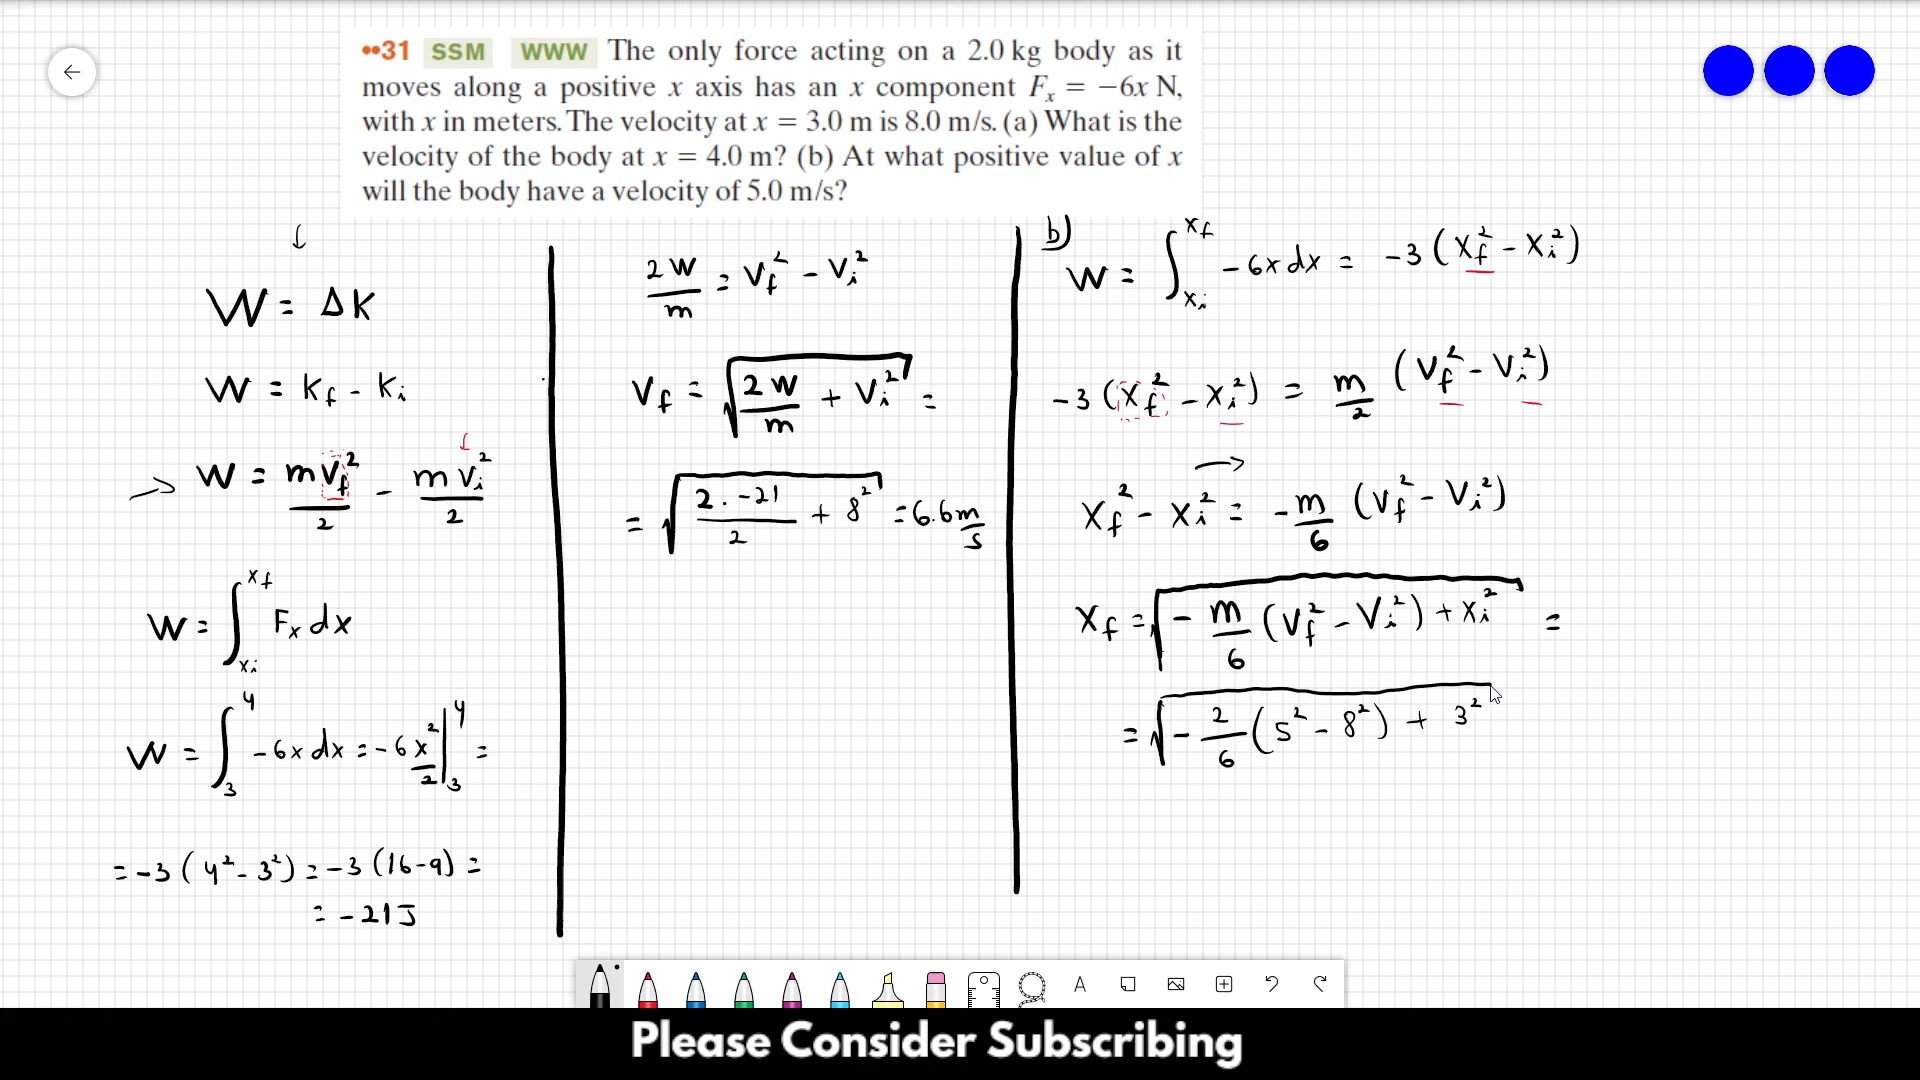 ••31 SSM WWW The only force acting on a 2.0 kg body as it
moves along a positive x axis has an x component Fₓ = −6x N,
with x in meters. The velocity at x = 3.0 m is 8.0 m/s. (a) What is the
velocity of the body at x = 4.0 m? (b) At what positive value of x
will the body have a velocity of 5.0 m/s?
↓
W = ΔK
W = Kf - Ki
→ W = mVf²/2 - mVi²/2
W = ∫xi^xf Fx dx
W = ∫3^4 -6x dx = -6 x²/2 |3^4 =
= -3 (4² - 3²) = -3 (16-9) =
= -21J
2W/m = Vf² - Vi²
Vf = √(2W/m + Vi²) =
= √(2·-21/2 + 8²) = 6.6 m/s
b)
W = ∫xi^xf -6x dx = -3 (xf² - xi²)
-3 (xf² - xi²) = m/2 (Vf² - Vi²)
xf² - xi² = -m/6 (Vf² - Vi²)
xf = √(-m/6 (Vf² - Vi²) + xi²) =
= √(-2/6 (5² - 8²) + 3²
A
Please Consider Subscribing